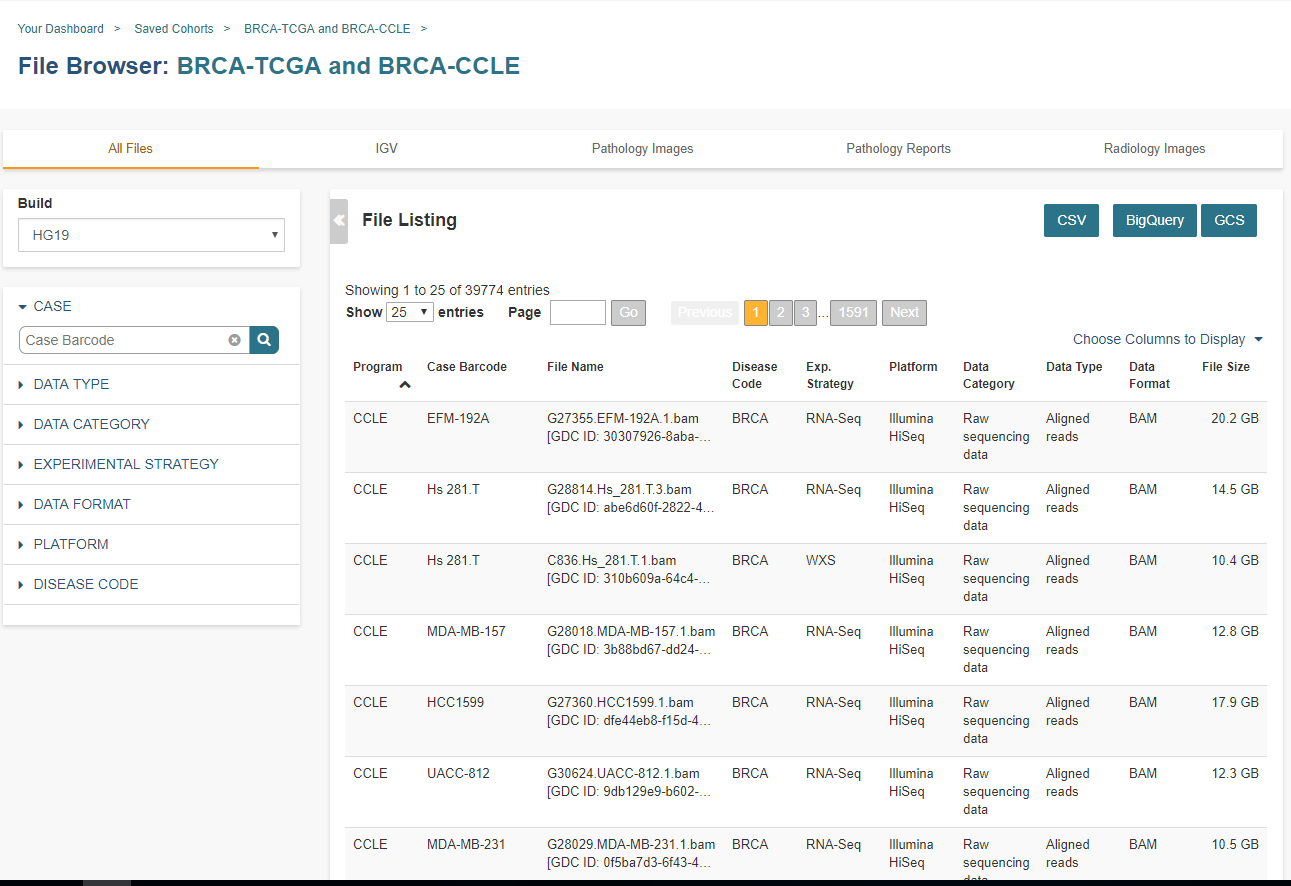 Your Dashboard > Saved Cohorts > BRCA-TCGA and BRCA-CCLE >
File Browser: BRCA-TCGA and BRCA-CCLE
All Files IGV Pathology Images Pathology Reports Radiology Images
Build
HG19
CASE
Case Barcode
DATA TYPE
DATA CATEGORY
EXPERIMENTAL STRATEGY
DATA FORMAT
PLATFORM
DISEASE CODE
File Listing
CSV BigQuery GCS
Showing 1 to 25 of 39774 entries
Show 25 entries Page Go Previous 1 2 3 ... 1591 Next
Choose Columns to Display
Program Case Barcode File Name Disease Exp. Platform Data Data Type Data File Size
Code Strategy Category Format
CCLE EFM-192A G27355.EFM-192A.1.bam BRCA RNA-Seq Illumina Raw Aligned BAM 20.2 GB
[GDC ID: 30307926-8aba-... HiSeq sequencing reads
data
CCLE Hs 281.T G28814.Hs_281.T.3.bam BRCA RNA-Seq Illumina Raw Aligned BAM 14.5 GB
[GDC ID: abe6d60f-2822-4... HiSeq sequencing reads
data
CCLE Hs 281.T C836.Hs_281.T.1.bam BRCA WXS Illumina Raw Aligned BAM 10.4 GB
[GDC ID: 310b609a-64c4-... HiSeq sequencing reads
data
CCLE MDA-MB-157 G28018.MDA-MB-157.1.bam BRCA RNA-Seq Illumina Raw Aligned BAM 12.8 GB
[GDC ID: 3b88bd67-dd24-... HiSeq sequencing reads
data
CCLE HCC1599 G27360.HCC1599.1.bam BRCA RNA-Seq Illumina Raw Aligned BAM 17.9 GB
[GDC ID: dfe44eb8-f15d-4... HiSeq sequencing reads
data
CCLE UACC-812 G30624.UACC-812.1.bam BRCA RNA-Seq Illumina Raw Aligned BAM 12.3 GB
[GDC ID: 9db129e9-b602-... HiSeq sequencing reads
data
CCLE MDA-MB-231 G28029.MDA-MB-231.1.bam BRCA RNA-Seq Illumina Raw Aligned BAM 10.5 GB
[GDC ID: 0f5ba7d3-6f43-4... HiSeq sequencing reads